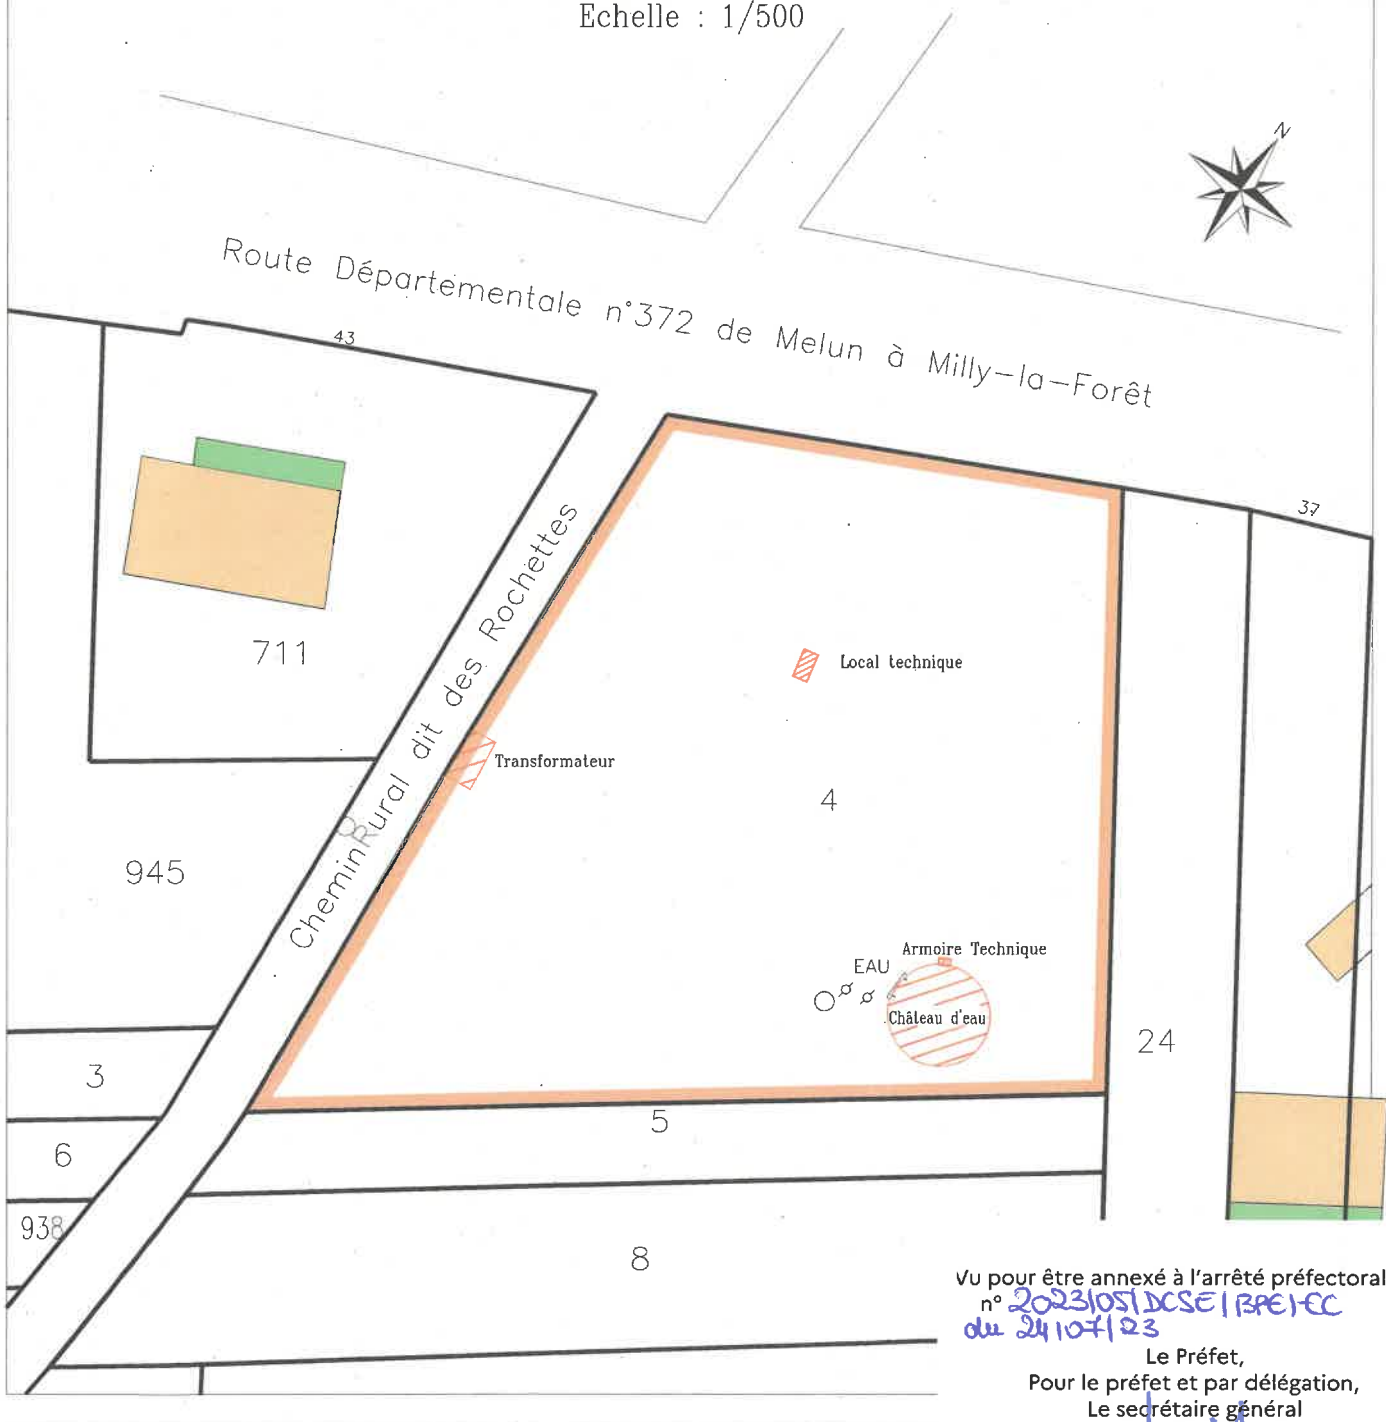 Echelle : 1/500
N
Route Départementale n°372 de Melun à Milly-la-Forêt
43
37
Chemin Rural dit des Rochettes
711
Local technique
Transformateur
4
945
Armoire Technique
EAU
Château d'eau
24
3
5
6
938
8
Vu pour être annexé à l'arrêté préfectoral
n° 2023/05/DCSE/BPE/EC
du 24/07/23
Le Préfet,
Pour le préfet et par délégation,
Le secrétaire général